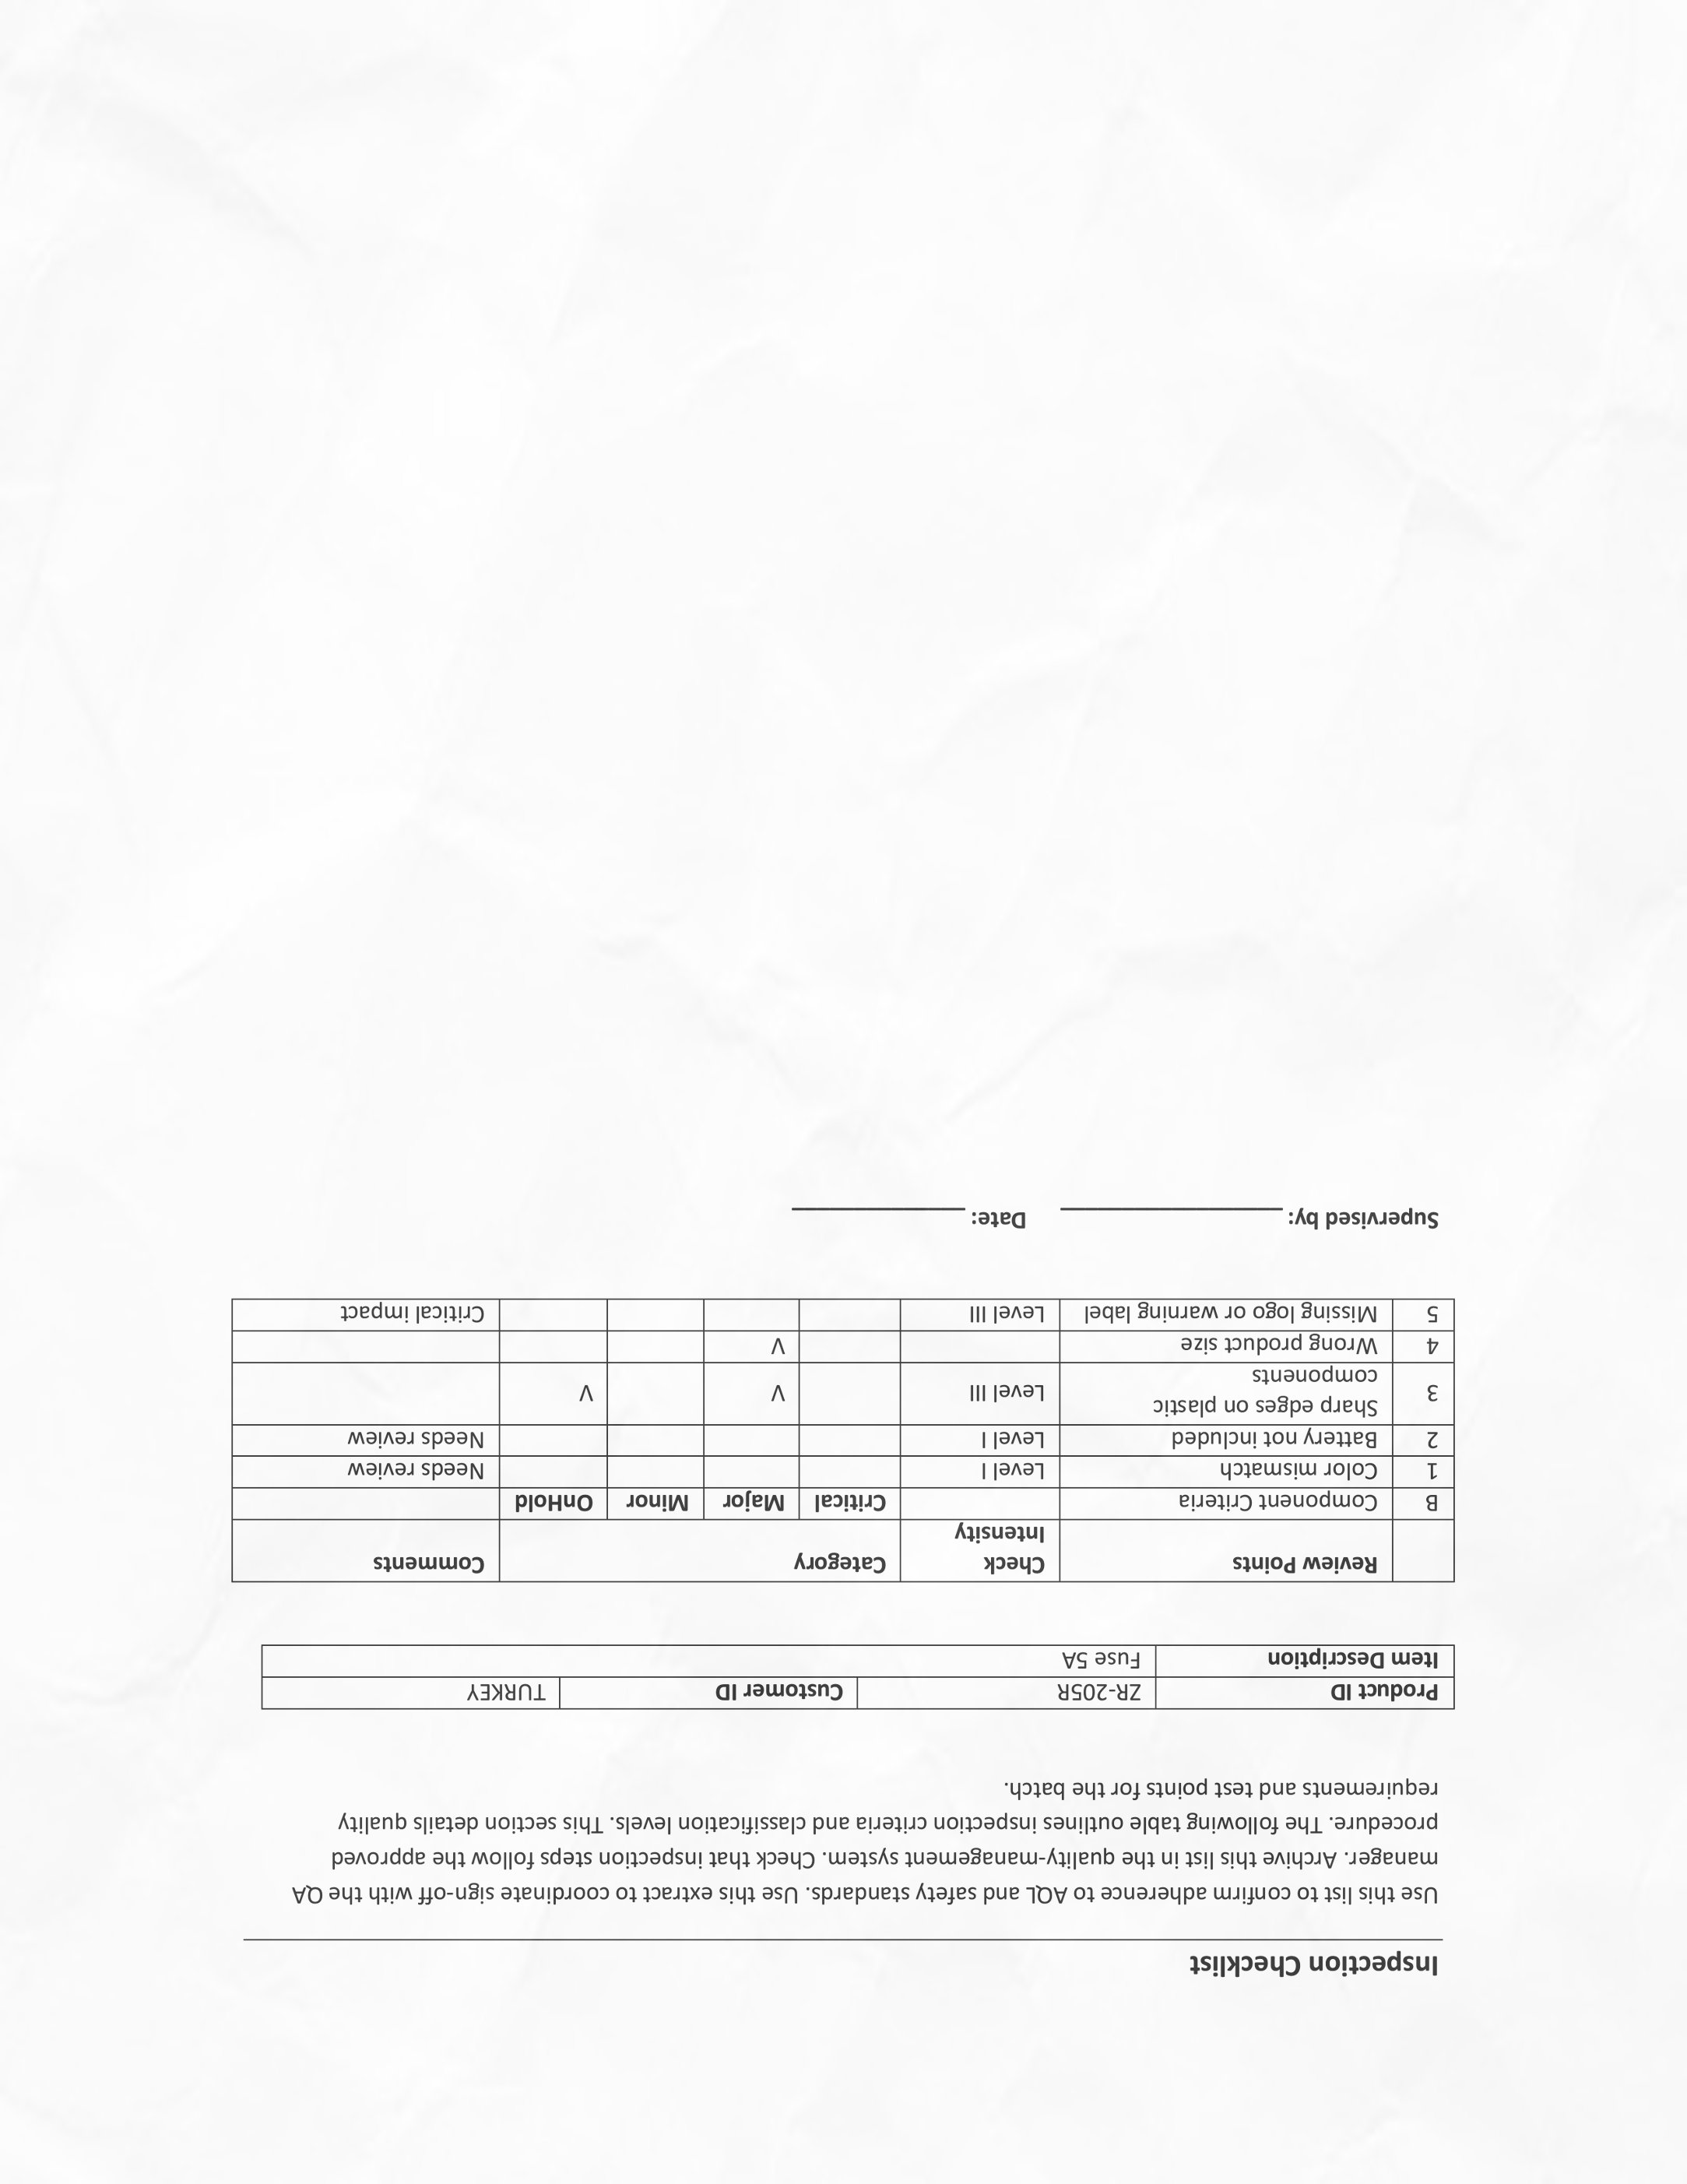 Inspection Checklist
Use this list to confirm adherence to AQL and safety standards. Use this extract to coordinate sign-off with the QA
manager. Archive this list in the quality-management system. Check that inspection steps follow the approved
procedure. The following table outlines inspection criteria and classification levels. This section details quality
requirements and test points for the batch.
Product ID ZR-205R Customer ID TURKEY
Item Description Fuse 5A
Review Points Check Category Comments
Intensity
B Component Criteria Critical Major Minor OnHold
1 Color mismatch Level I Needs review
2 Battery not included Level I Needs review
3 Sharp edges on plastic Level III V V
components
4 Wrong product size V
5 Missing logo or warning label Level III Critical impact
Supervised by: Date: